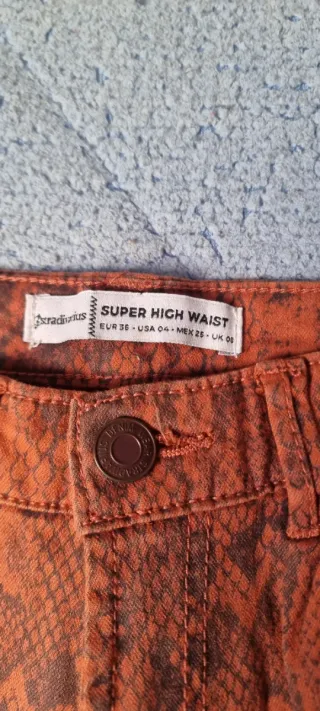 Stradivarius
SUPER HIGH WAIST
EUR 36 • USA 04 • MEX 25 • UK 08